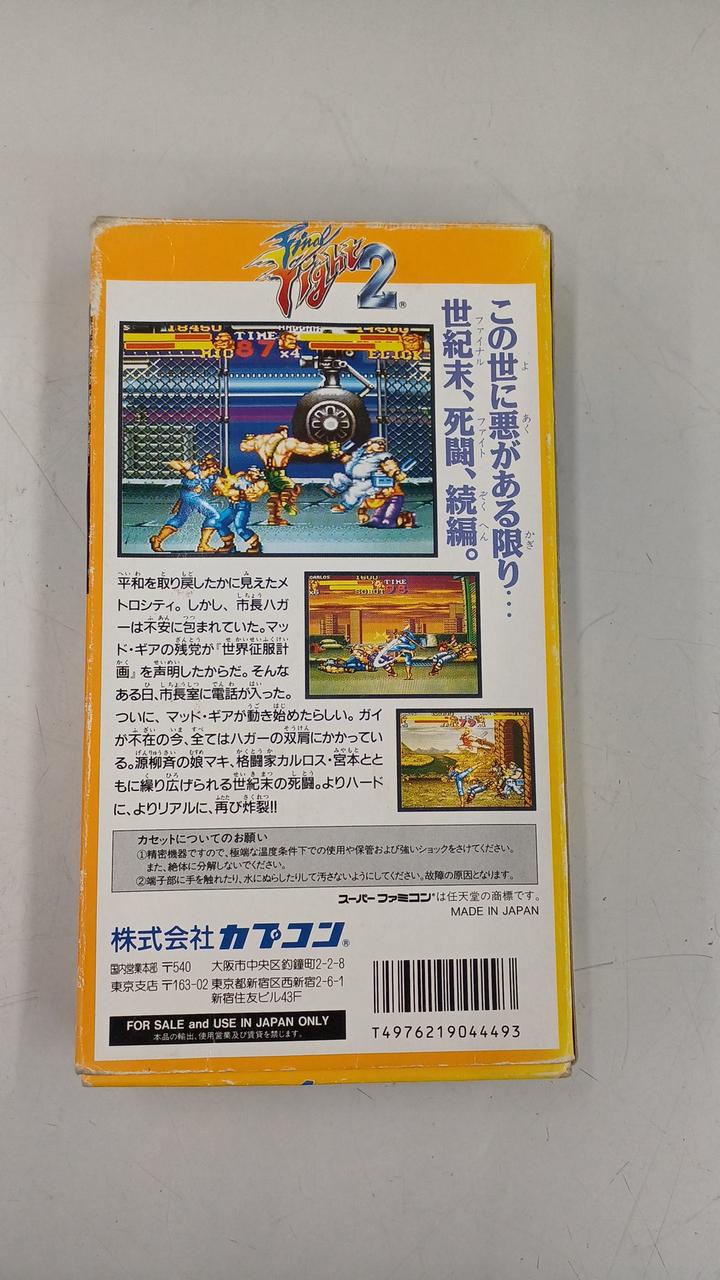 Final Fight 2®
この世に悪がある限り…
世紀末、死闘、続編。
18450
TIME
87
×4
平和を取り戻したかに見えたメ
トロシティ。しかし、市長ハガ
ーは不安に包まれていた。マッ
ド・ギアの残党が『世界征服計
画』を声明したからだ。そんな
ある日、市長室に電話が入った。
ついに、マッド・ギアが動き始めたらしい。ガイ
が不在の今、全てはハガーの双肩にかかってい
る。源柳斉の娘マキ、格闘家カルロス・宮本とと
もに繰り広げられる世紀末の死闘。よりハード
に、よりリアルに、再び炸裂!!
CARLOS
1600
TIME
カセットについてのお願い
①精密機器ですので、極端な温度条件下での使用や保管および強いショックをさけてください。
また、絶対に分解しないでください。
②端子部に手を触れたり、水にぬらしたりして汚さないようにしてください。故障の原因となります。
スーパーファミコン®は任天堂の商標です。
MADE IN JAPAN
株式会社カプコン®
国内営業本部 〒540 大阪市中央区釣鐘町2-2-8
東京支店 〒163-02 東京都新宿区西新宿2-6-1
新宿住友ビル43F
FOR SALE and USE IN JAPAN ONLY
本品の輸出、使用営業及び賃貸を禁じます。
T4976219044493